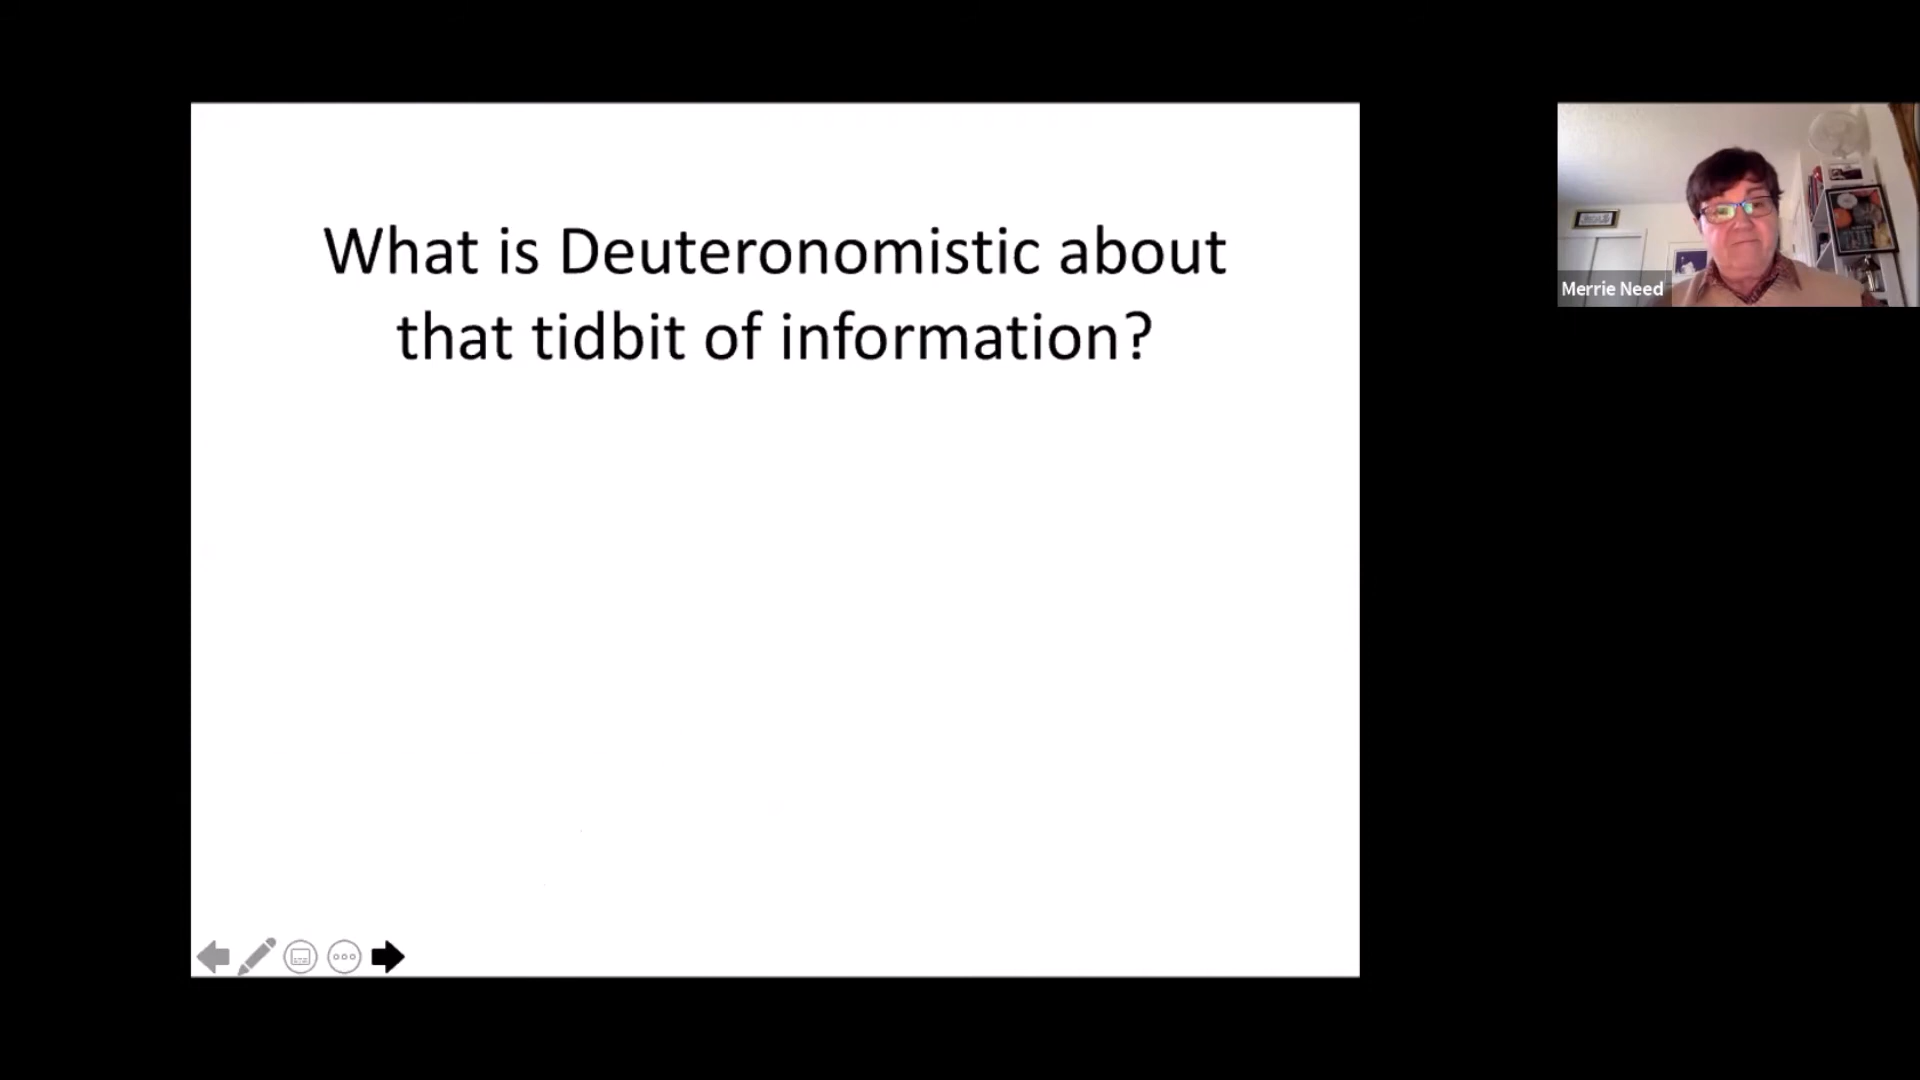 What is Deuteronomistic about
that tidbit of information?
Merrie Need